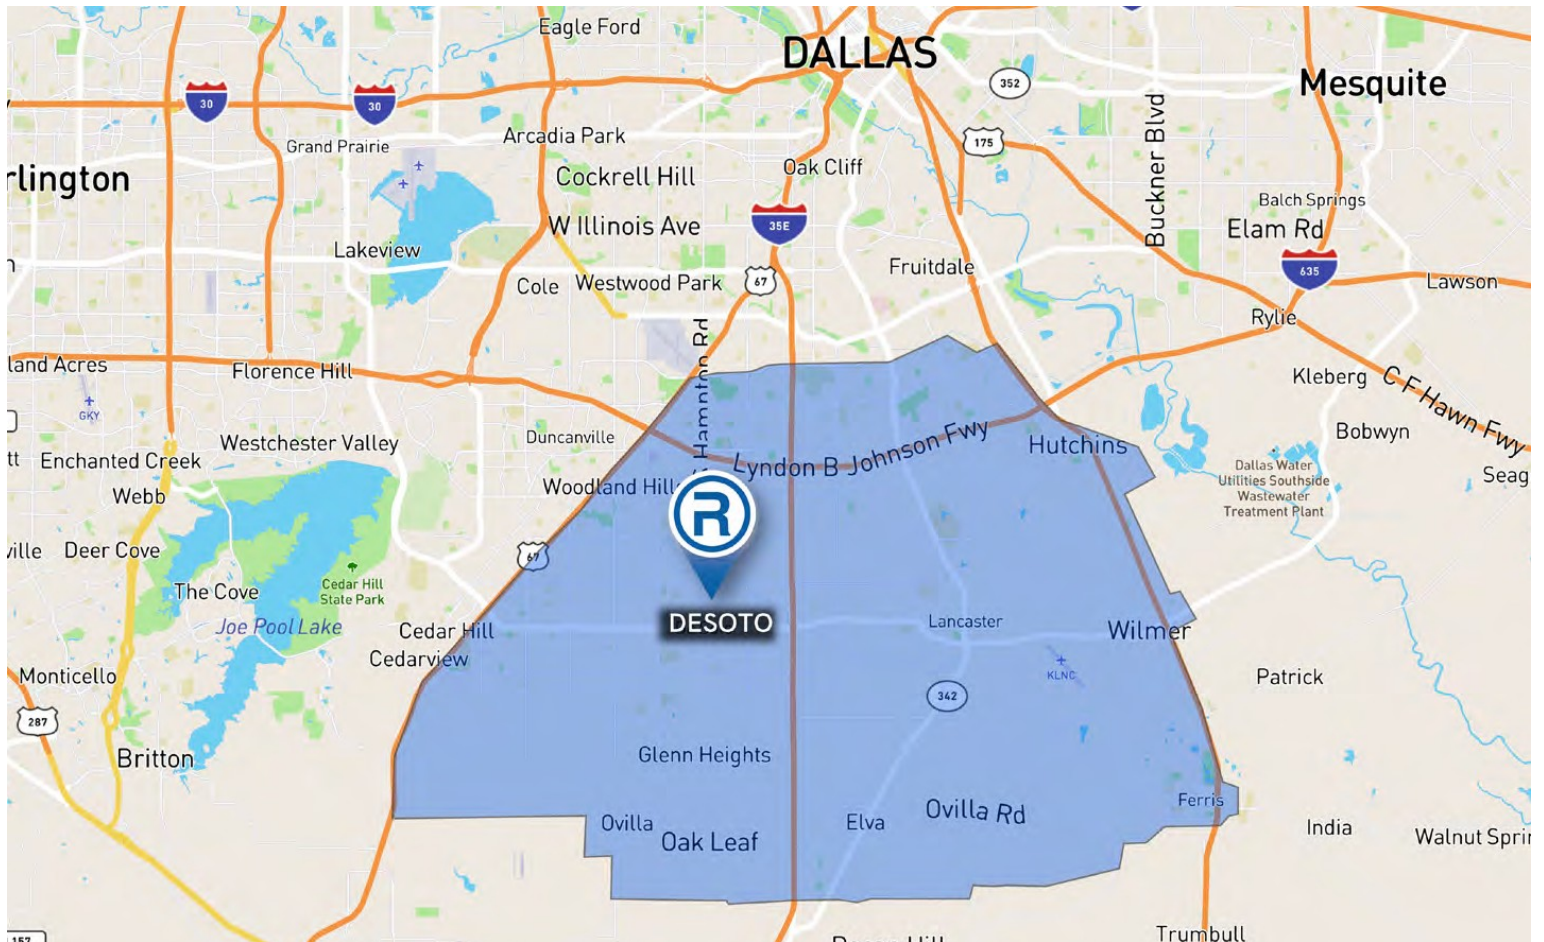 Eagle Ford
DALLAS
352
Mesquite
30
30
Buckner Blvd
Arcadia Park
175
Grand Prairie
Oak Cliff
rlington
Cockrell Hill
Balch Springs
W Illinois Ave
35E
Elam Rd
Lakeview
Fruitdale
635
Cole
Westwood Park
67
Lawson
Rylie
S Hampton Rd
land Acres
Florence Hill
Kleberg
C F Hawn Fwy
GKY
Duncanville
Westchester Valley
Lyndon B Johnson Fwy
Hutchins
Bobwyn
tt
Enchanted Creek
Dallas Water
Utilities Southside
Wastewater
Treatment Plant
Seag
Webb
Woodland Hills
R
ville
Deer Cove
67
The Cove
Cedar Hill
State Park
Joe Pool Lake
Cedar Hill
DESOTO
Lancaster
Wilmer
Cedarview
KLNC
Monticello
Patrick
342
287
Britton
Glenn Heights
Ferris
Ovilla
Elva
Ovilla Rd
India
Walnut Sprin
Oak Leaf
Trumbull
157